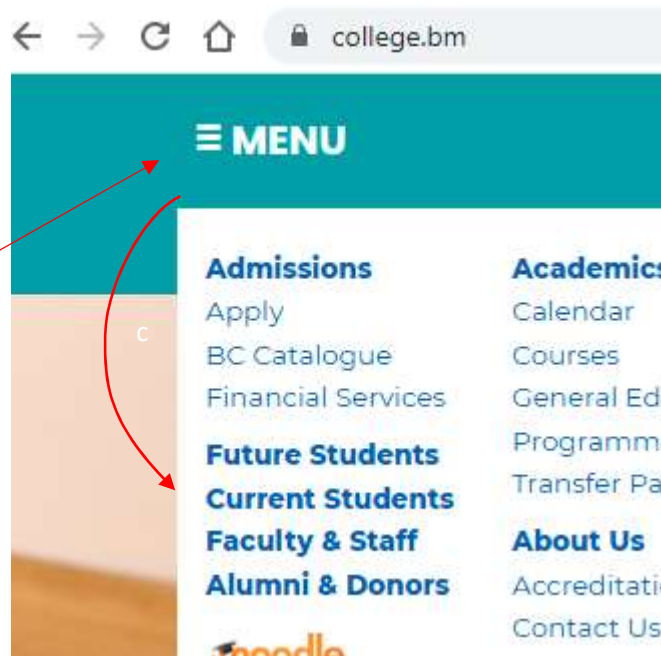 college.bm
≡ MENU
Admissions
Apply
BC Catalogue
Financial Services
Future Students
Current Students
Faculty & Staff
Alumni & Donors
moodle
Academics
Calendar
Courses
General Ed
Programm
Transfer Pa
About Us
Accreditati
Contact Us
C